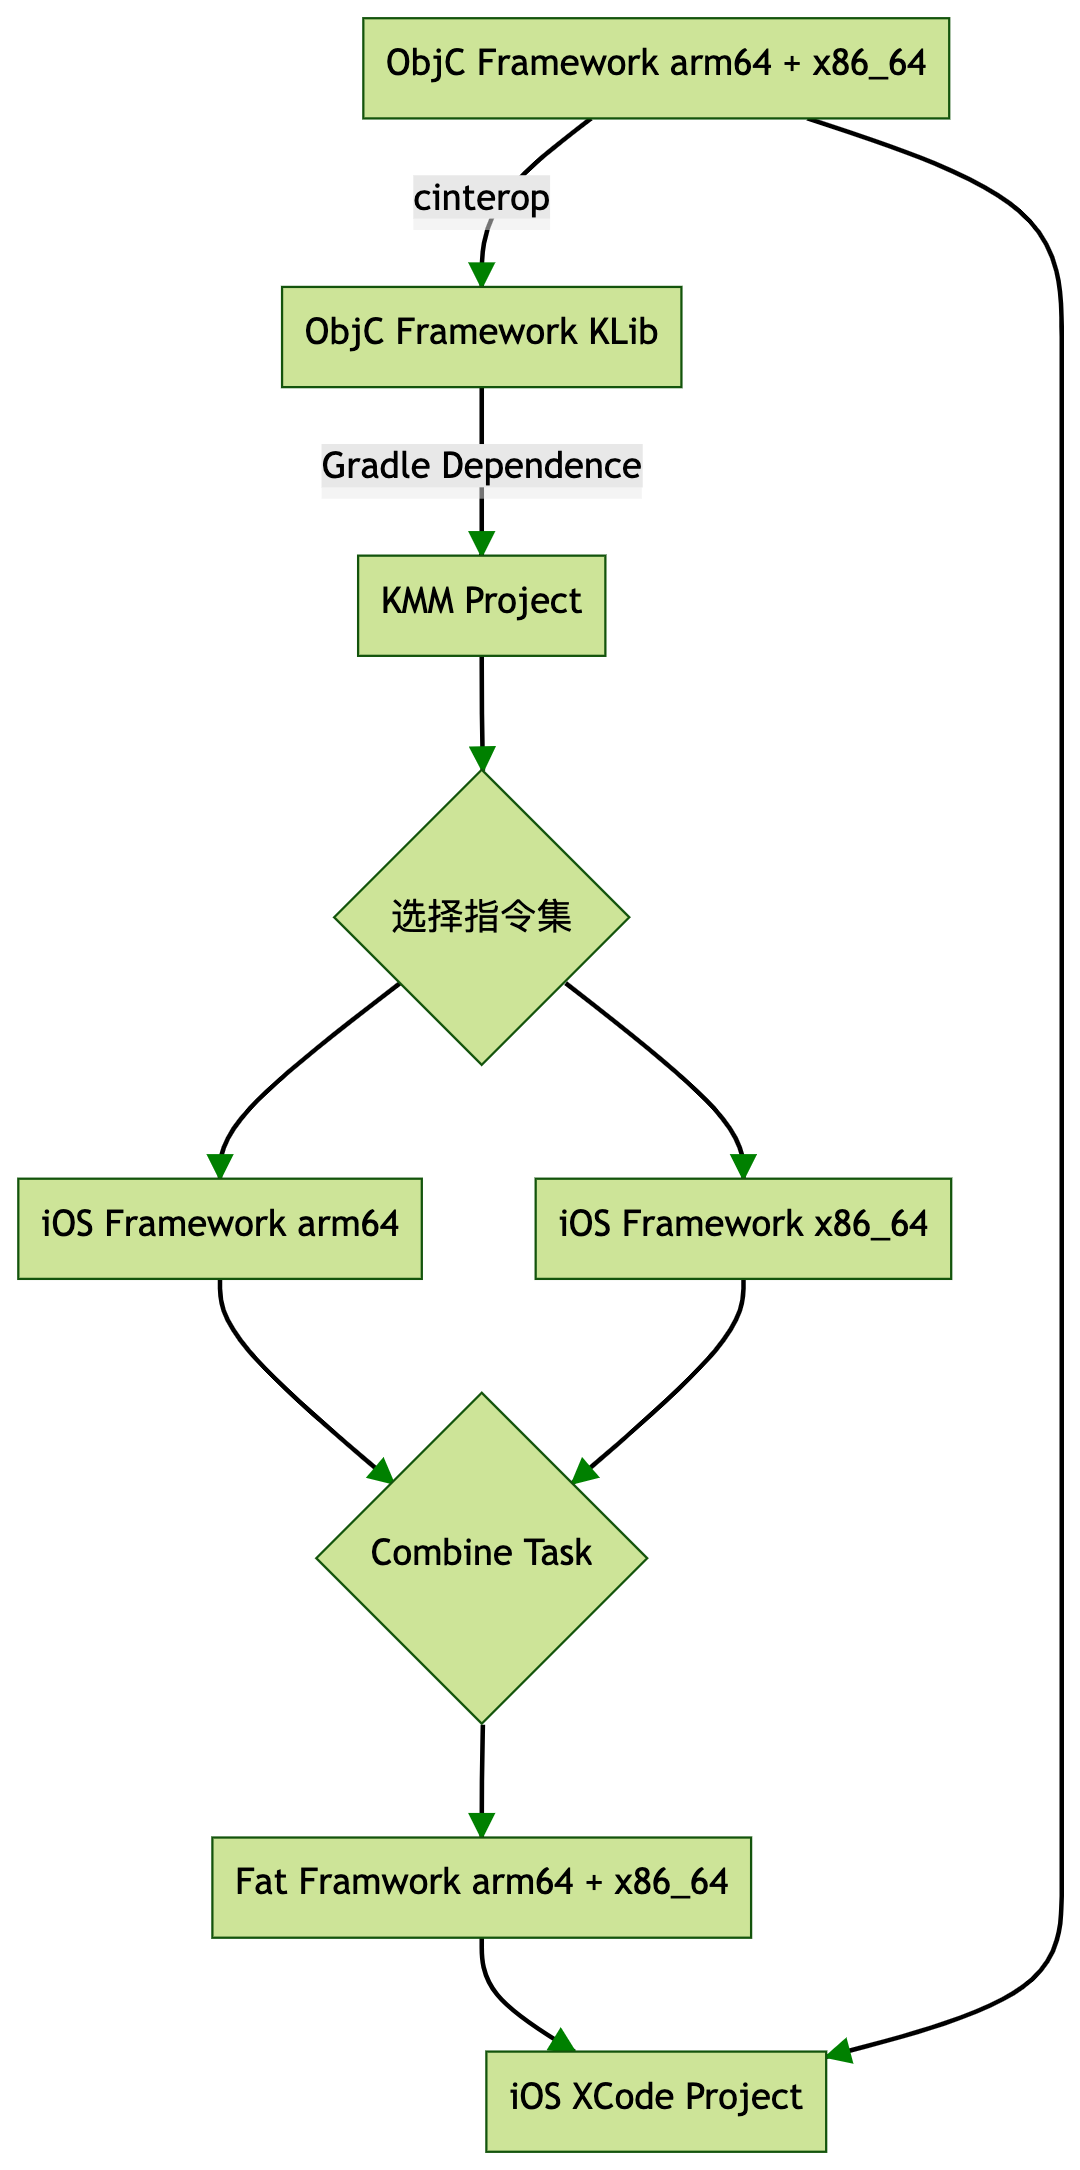 ObjC Framework arm64 + x86_64
cinterop
ObjC Framework KLib
Gradle Dependence
KMM Project
选择指令集
iOS Framework arm64
iOS Framework x86_64
Combine Task
Fat Framwork arm64 + x86_64
iOS XCode Project